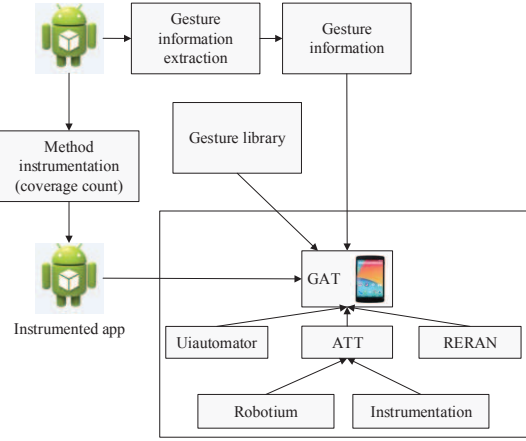 Gesture
information
extraction
Gesture
information
Method
instrumentation
(coverage count)
Gesture library
Instrumented app
GAT
Uiautomator
ATT
RERAN
Robotium
Instrumentation